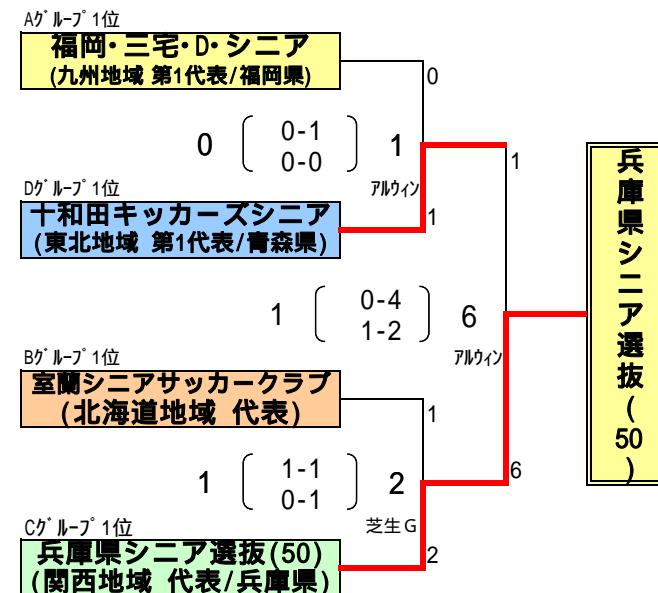 Aグループ1位
福岡・三宅・D・シニア
(九州地域 第1代表/福岡県)
0
0 0-1 1
0-0
1
アルウィン
Dグループ1位
十和田キッカーズシニア
(東北地域 第1代表/青森県)
1
兵庫県シニア選抜(50)
1 0-4 6
1-2
アルウィン
Bグループ1位
室蘭シニアサッカークラブ
(北海道地域 代表)
1
1 1-1 2
0-1
6
芝生G
Cグループ1位
兵庫県シニア選抜(50)
(関西地域 代表/兵庫県)
2